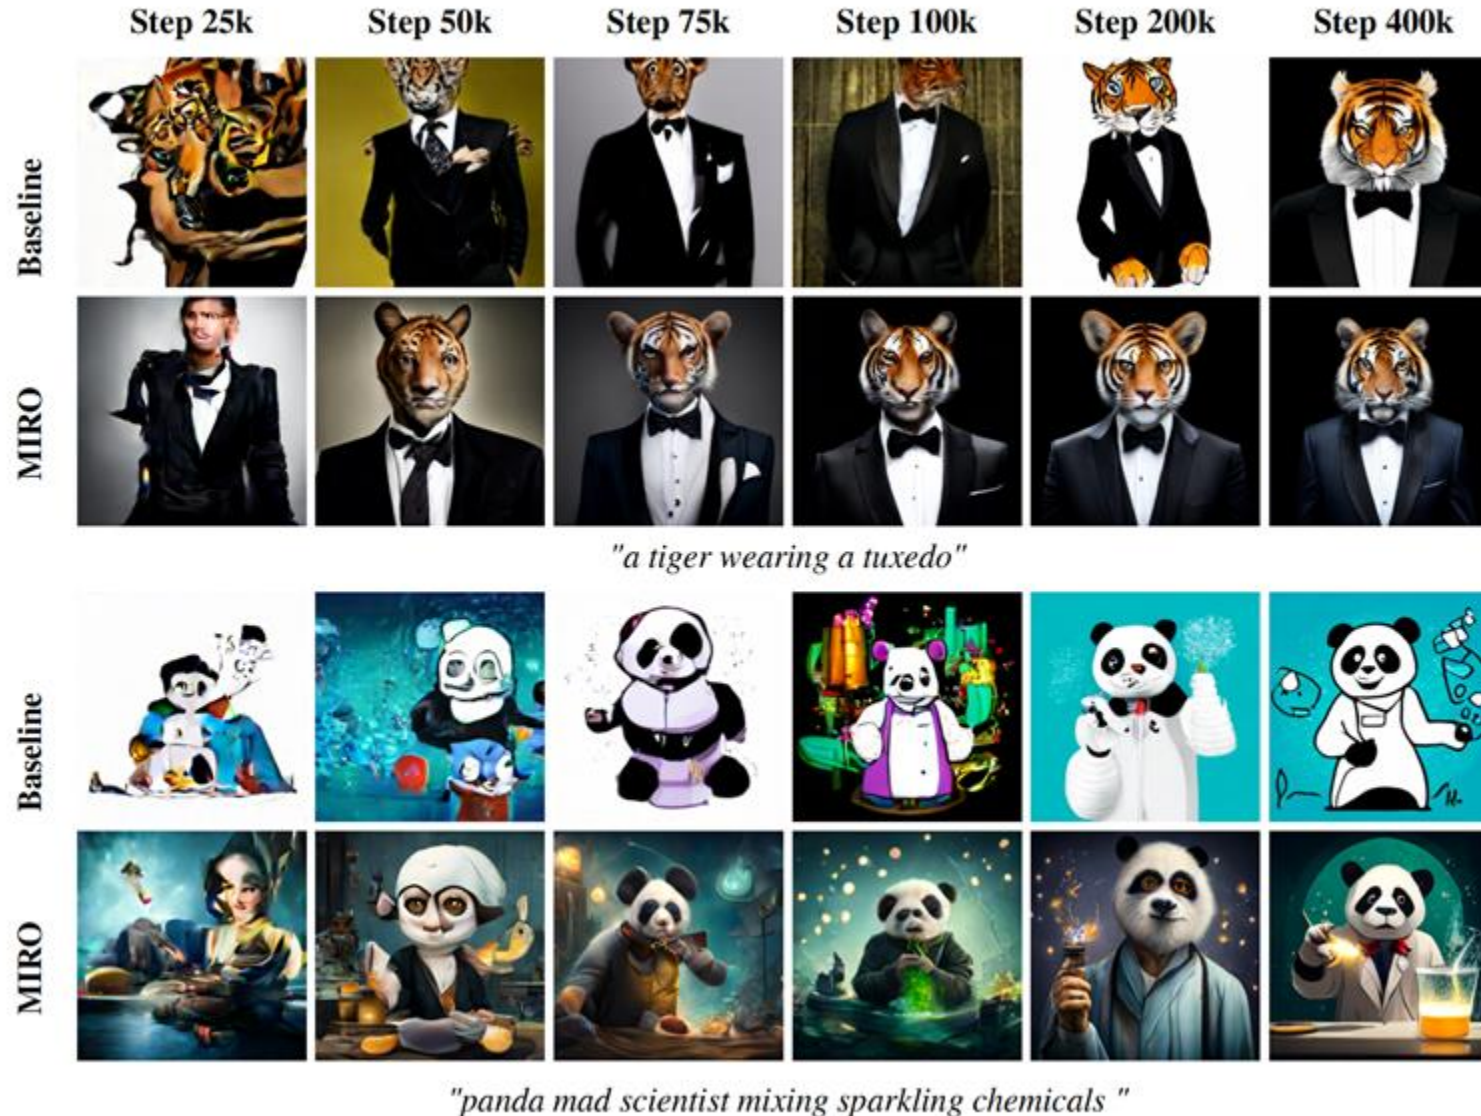 Step 25k Step 50k Step 75k Step 100k Step 200k Step 400k
Baseline
MIRO
"a tiger wearing a tuxedo"
Baseline
MIRO
"panda mad scientist mixing sparkling chemicals "